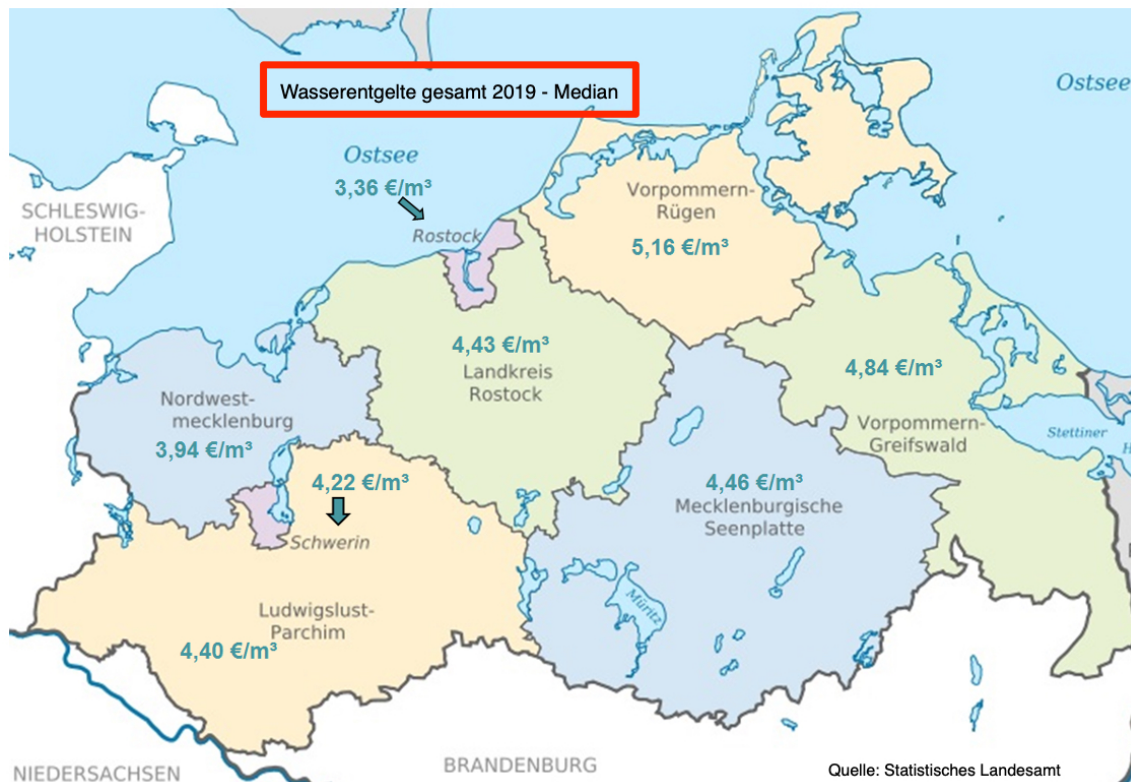 Wasserentgelte gesamt 2019 - Median
Ostsee
Ostsee
3,36 €/m³
Rostock
SCHLESWIG-
HOLSTEIN
Vorpommern-
Rügen
5,16 €/m³
4,43 €/m³
Landkreis
Rostock
4,84 €/m³
Vorpommern-
Greifswald
Stettiner
H
Nordwest-
mecklenburg
3,94 €/m³
4,22 €/m³
Schwerin
4,46 €/m³
Mecklenburgische
Seenplatte
Müritz
Ludwigslust-
Parchim
4,40 €/m³
NIEDERSACHSEN
BRANDENBURG
Quelle: Statistisches Landesamt